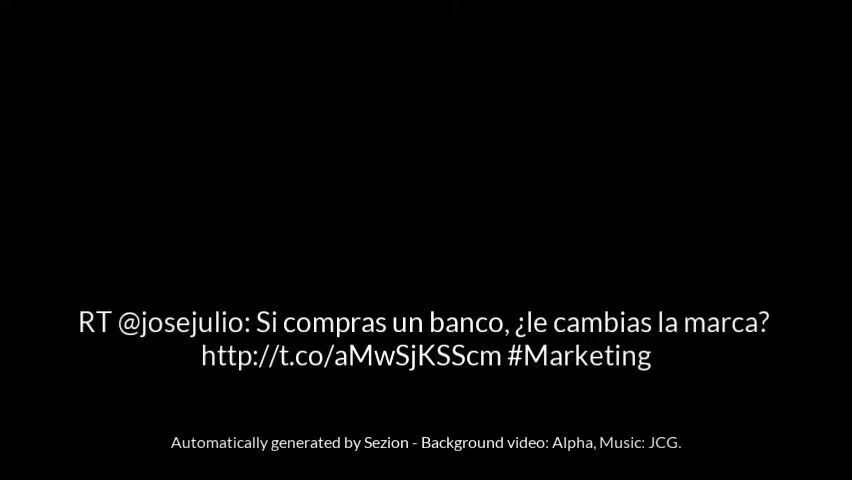 RT @josejulio: Si compras un banco, ¿le cambias la marca?
http://t.co/aMwSjKSScm #Marketing
Automatically generated by Sezion - Background video: Alpha, Music: JCG.